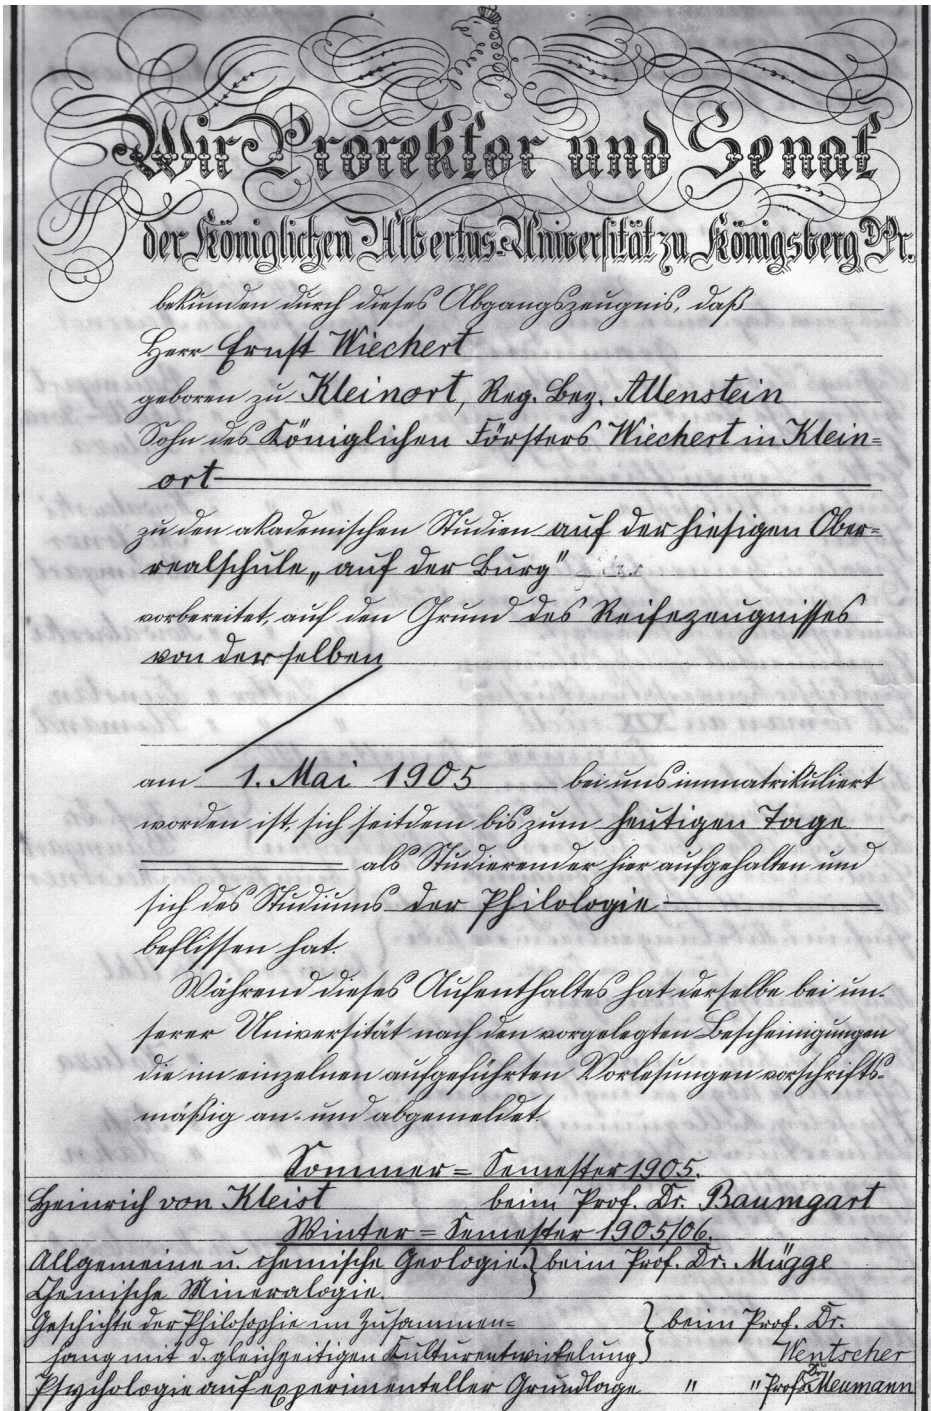 Wir Prorektor und Senat
der Königlichen Albertus-Universität zu Königsberg Pr.
bekunden durch dieses Abgangszeugnis, daß
Herr Ernst Wiechert
geboren zu Kleinort, Reg. Bez. Allenstein
Sohn des Königlichen Försters Wiechert in Klein=
ort
zu den akademischen Studien auf der hiesigen Ober=
realschule „auf der Burg"
vorbereitet, auf den Grund des Reifezeugnisses
von derselben
am 1. Mai 1905 bei uns immatrikuliert
worden ist, sich seitdem bis zum heutigen Tage
als Studierender hier aufgehalten und
sich des Studiums der Philologie
beflissen hat.
Während dieses Aufenthaltes hat derselbe bei un-
serer Universität nach den vorgelegten Bescheinigungen
die im einzelnen aufgeführten Vorlesungen vorschrifts-
mäßig an- und abgemeldet.
Sommer=Semester 1905.
Heinrich von Kleist beim Prof. Dr. Baumgart
Winter=Semester 1905/06.
Allgemeine u. chemische Geologie. } beim Prof. Dr. Mügge
Chemische Mineralogie.
Geschichte der Philosophie im Zusammen= } beim Prof. Dr.
hang mit d. gleichzeitigen Kulturentwickelung Wentscher
Psychologie auf experimenteller Grundlage " " Prof. Dr. Meumann